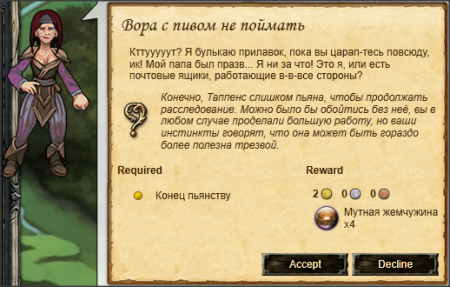 Вора с пивом не поймать
Кттуууут? Я булькаю прилавок, пока вы царап-тесь повсюду,
ик! Мой папа был празв... Я ни за что! Это я, или есть
почтовые ящики, работающие в-в-все стороны?
Конечно, Таппенс слишком пьяна, чтобы продолжать
расследование. Можно было бы обойтись без неё, вы в
любом случае проделали большую работу, но ваши
инстинкты говорят, что она может быть гораздо
более полезна трезвой.
Required
Reward
Конец пьянству
2 0 0
Мутная жемчужина
x4
Accept
Decline